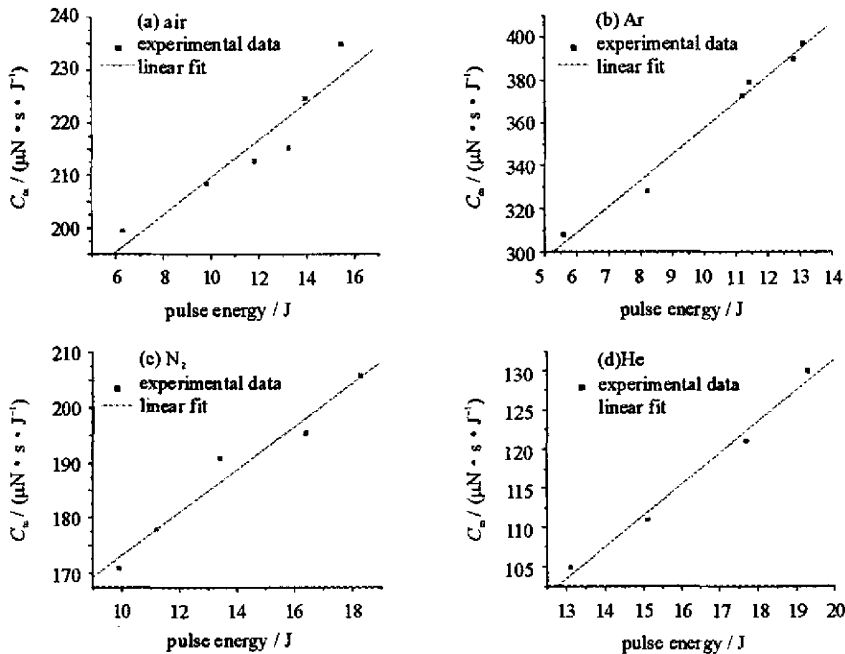 (a) air
experimental data
linear fit
240
235
230
220
210
200
C_m / (μN • s • J⁻¹)
6 8 10 12 14 16
pulse energy / J
(b) Ar
experimental data
linear fit
400
380
360
340
320
300
C_m / (μN • s • J⁻¹)
5 6 7 8 9 10 11 12 13 14
pulse energy / J
(c) N₂
experimental data
linear fit
210
205
200
190
180
170
C_m / (μN • s • J⁻¹)
10 12 14 16 18
pulse energy / J
(d)He
experimental data
linear fit
130
125
120
115
110
105
C_m / (μN • s • J⁻¹)
13 14 15 16 17 18 19 20
pulse energy / J